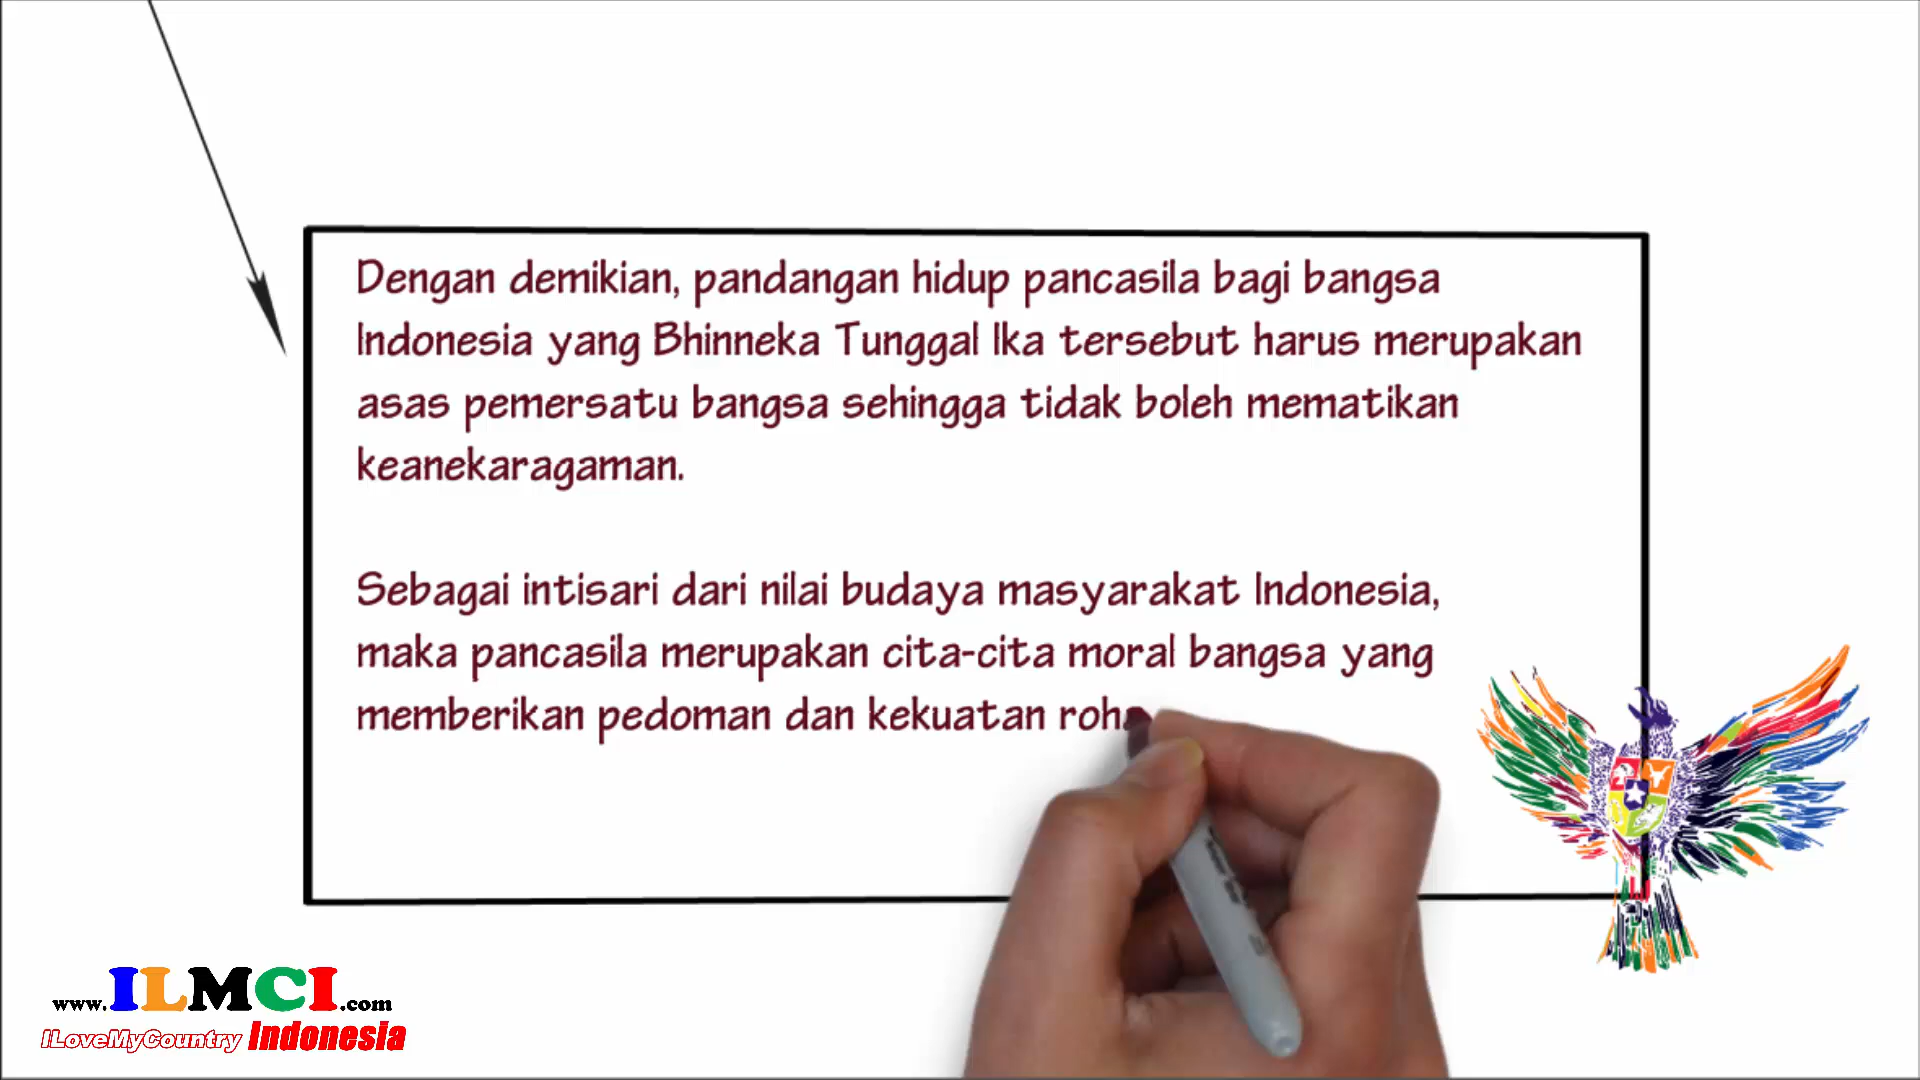 Dengan demikian, pandangan hidup pancasila bagi bangsa
Indonesia yang Bhinneka Tunggal Ika tersebut harus merupakan
asas pemersatu bangsa sehingga tidak boleh mematikan
keanekaragaman.
Sebagai intisari dari nilai budaya masyarakat Indonesia,
maka pancasila merupakan cita-cita moral bangsa yang
memberikan pedoman dan kekuatan roha
www.ILMCI.com
ILoveMyCountry Indonesia